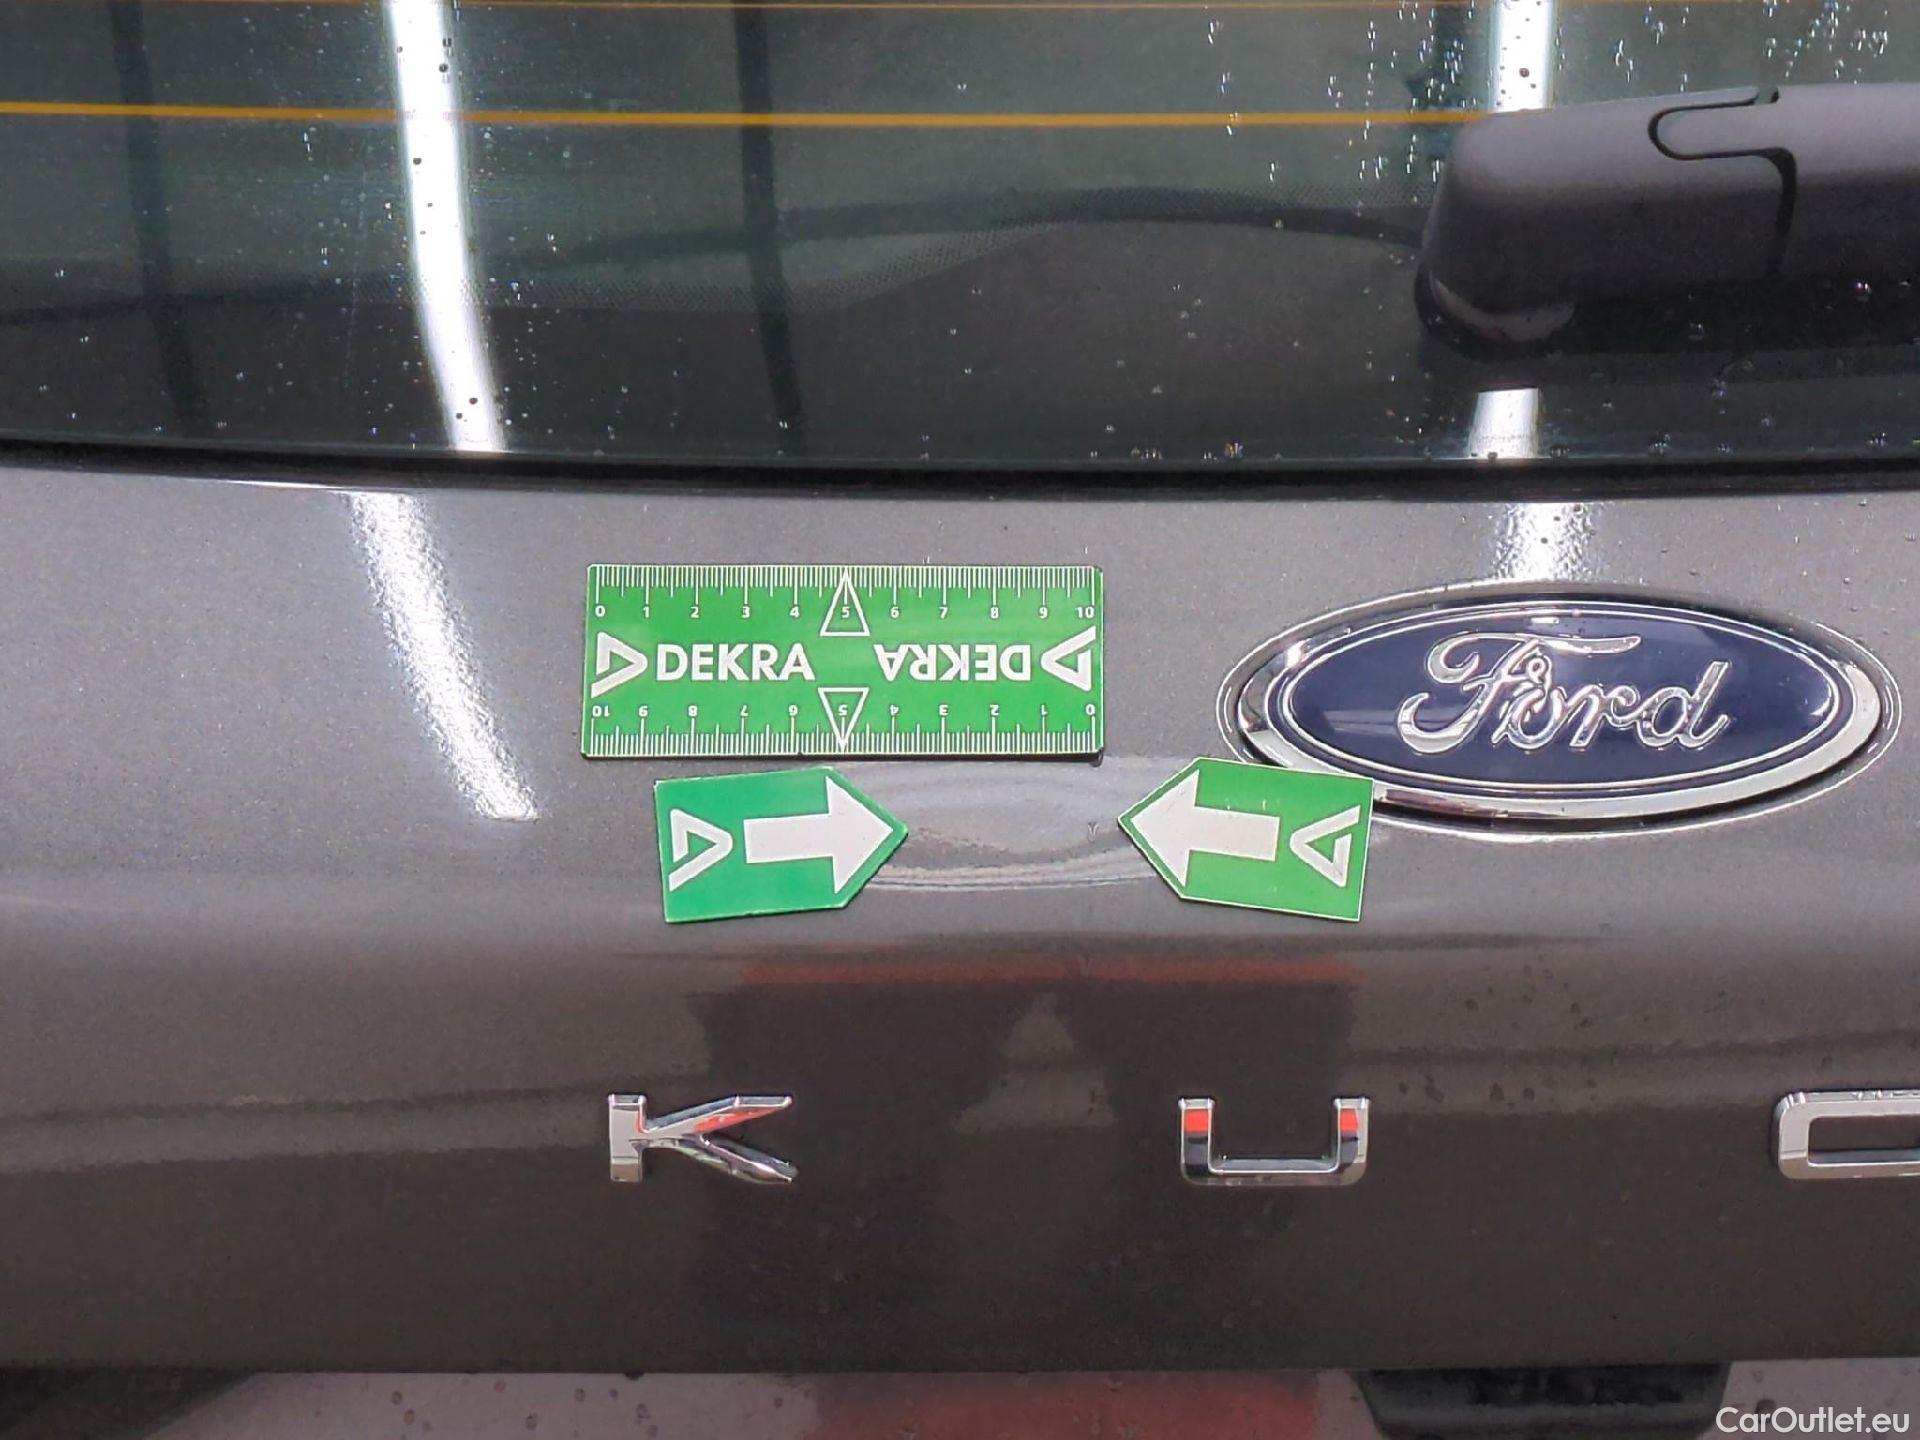 0 1 2 3 4 5 6 7 8 9 10
DEKRA DEKRA
10 9 8 7 6 5 4 3 2 1 0
Ford
K U
CarOutlet.eu